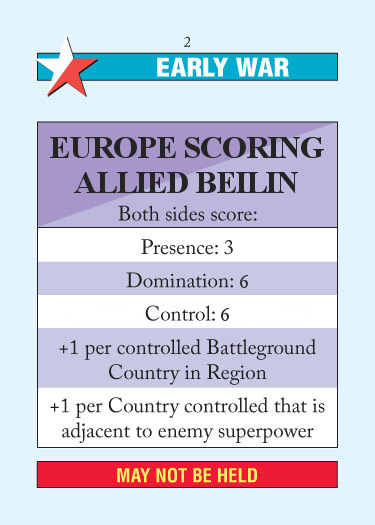 2
EARLY WAR
EUROPE SCORING
ALLIED BEILIN
Both sides score:
Presence: 3
Domination: 6
Control: 6
+1 per controlled Battleground
Country in Region
+1 per Country controlled that is
adjacent to enemy superpower
MAY NOT BE HELD